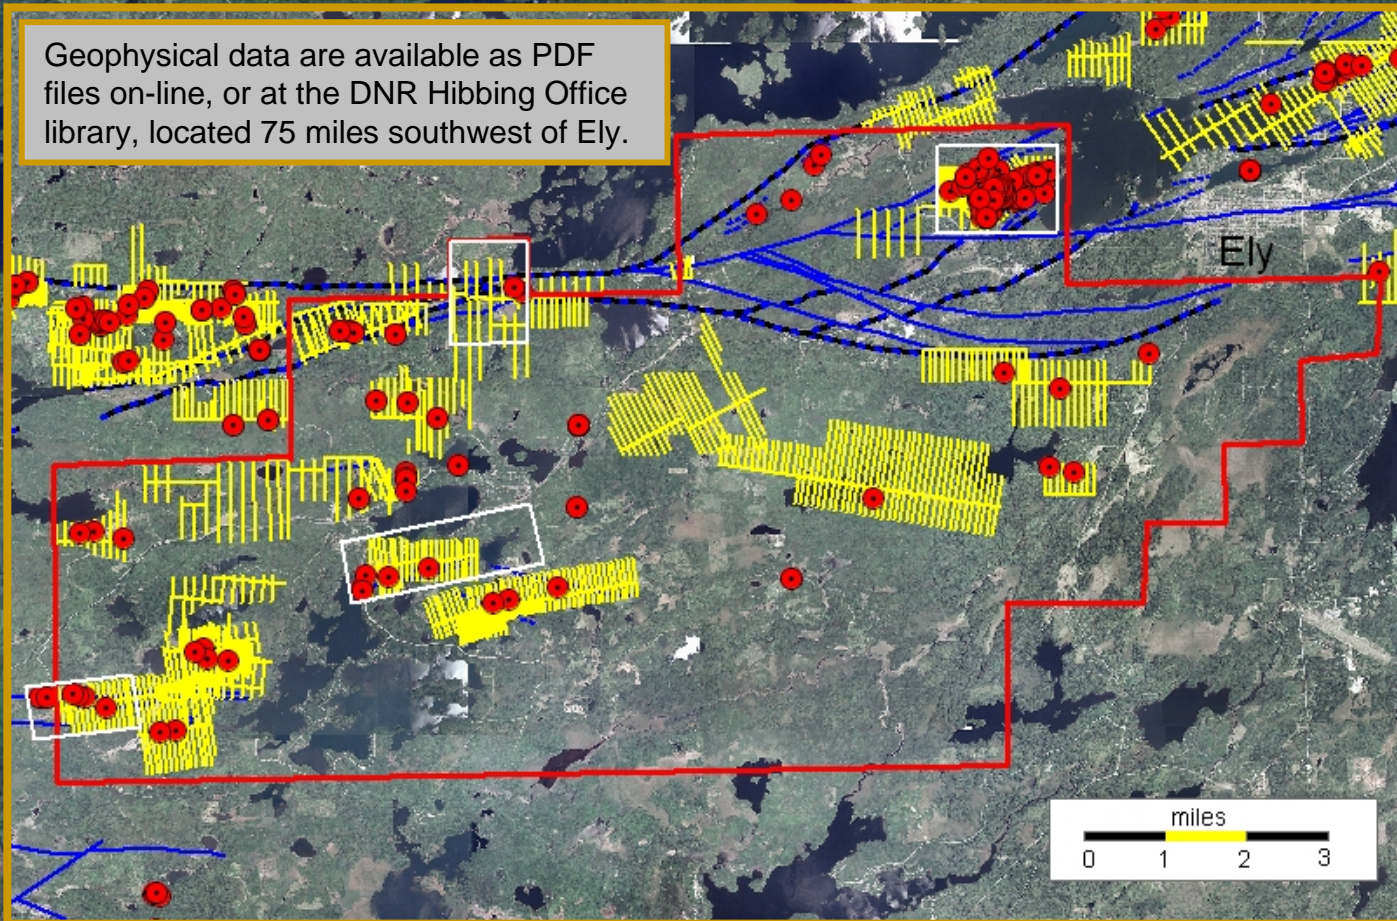 Geophysical data are available as PDF
files on-line, or at the DNR Hibbing Office
library, located 75 miles southwest of Ely.
Ely
miles
0 1 2 3